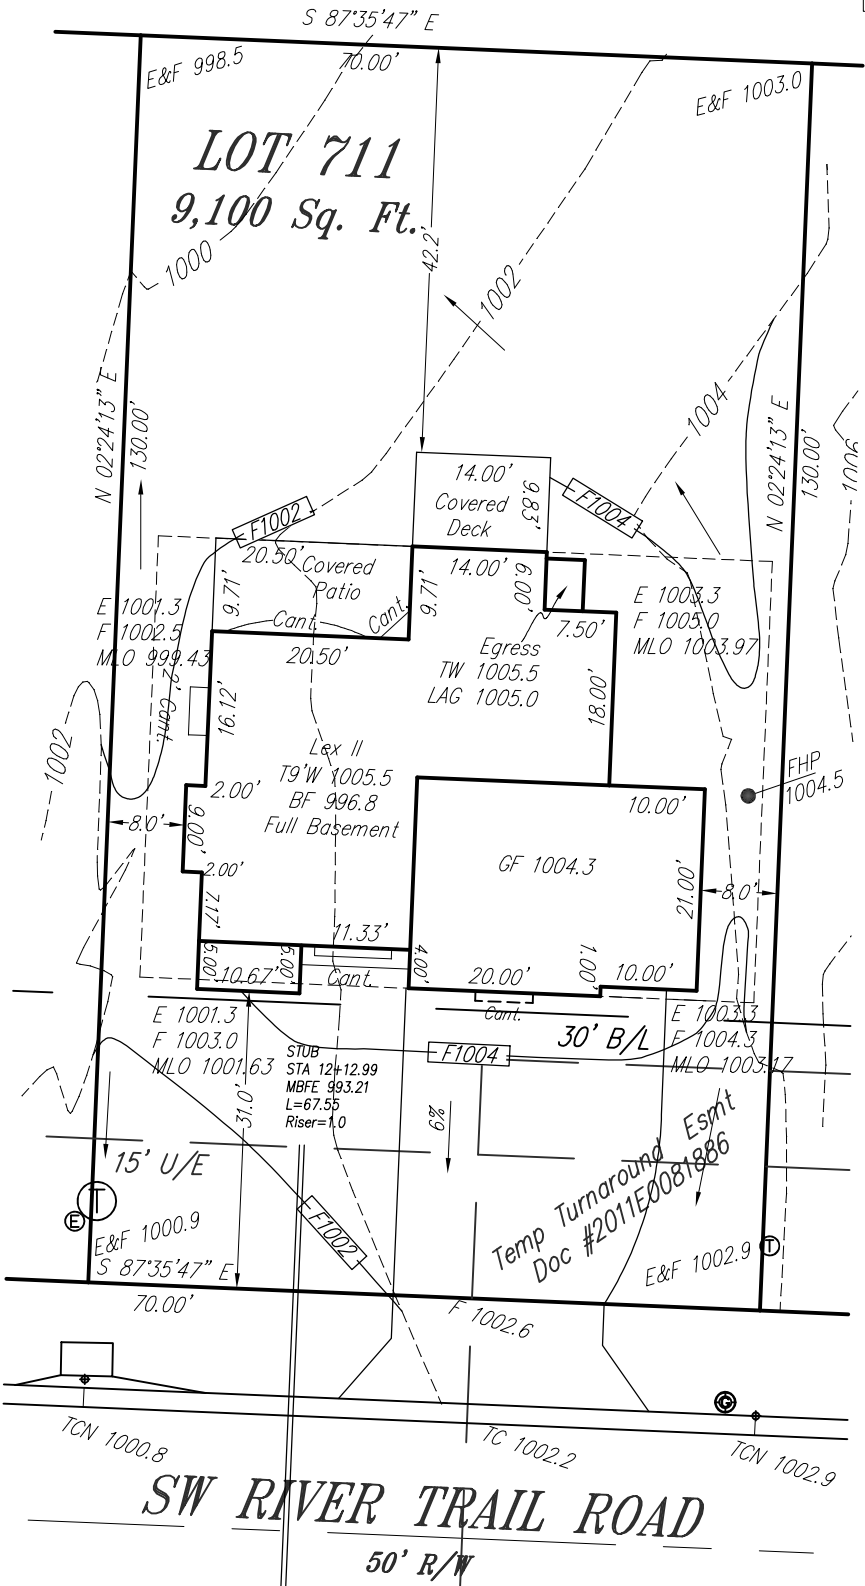 S 87°35'47" E
70.00'
E&F 998.5
E&F 1003.0
LOT 711
9,100 Sq. Ft.
42.2'
1000
1002
1004
N 02°24'13" E
130.00'
N 02°24'13" E
130.00'
1006
14.00'
Covered
Deck
9.83'
F1002
F1004
20.50'
Covered
Patio
9.71'
Cant.
Cant.
9.71'
14.00'
6.00'
7.50'
E 1001.3
F 1002.5
MLO 999.43
E 1003.3
F 1005.0
MLO 1003.97
20.50'
Egress
TW 1005.5
LAG 1005.0
2' Cant.
16.12'
18.00'
1002
Lex II
T9'W 1005.5
BF 996.8
Full Basement
2.00'
9.00'
8.0'
2.00'
7.17'
10.00'
FHP
1004.5
GF 1004.3
21.00'
8.0'
11.33'
5.00'
10.67'
5.00'
Cant.
4.00'
20.00'
1.00'
10.00'
Cant.
E 1001.3
F 1003.0
MLO 1001.63
30' B/L
E 1003.3
F 1004.3
MLO 1003.17
F1004
STUB
STA 12+12.99
MBFE 993.21
L=67.55
Riser=1.0
31.0'
6%
15' U/E
Temp Turnaround Esmt
Doc #2011E0081886
T
E
T
E&F 1000.9
F1002
E&F 1002.9
S 87°35'47" E
70.00'
F 1002.6
G
TCN 1000.8
TC 1002.2
TCN 1002.9
SW RIVER TRAIL ROAD
50' R/W